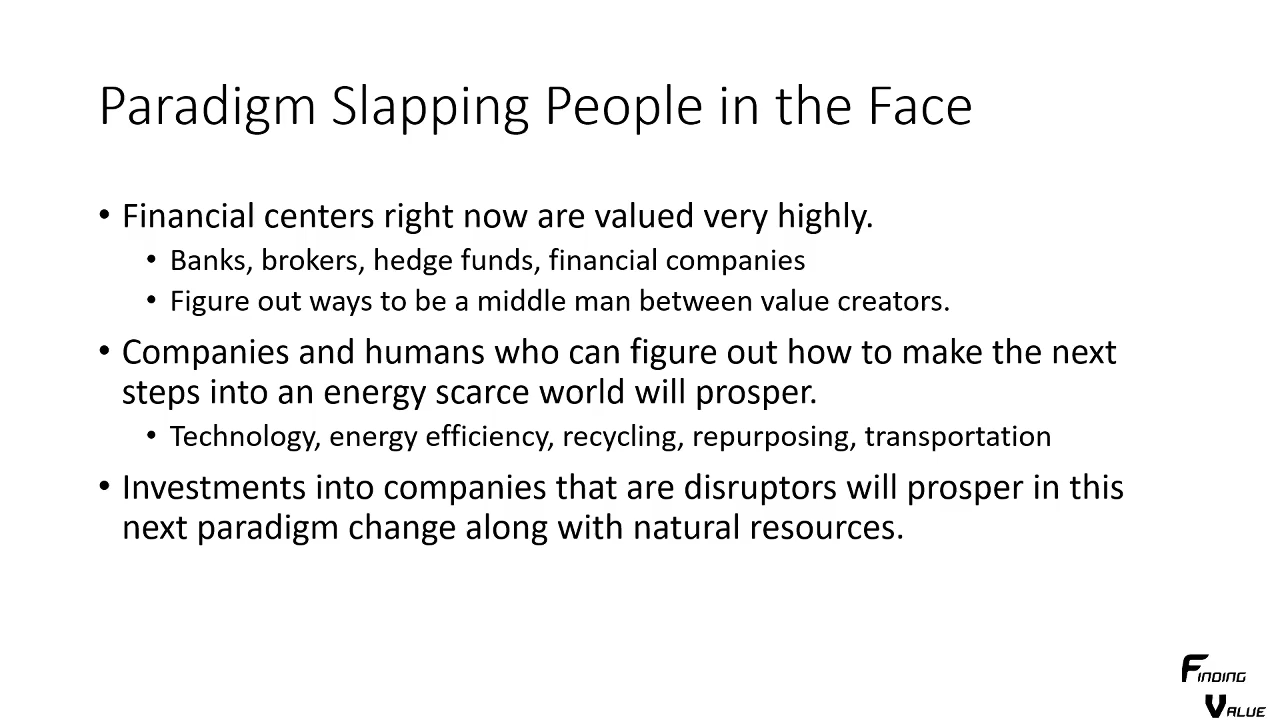 Paradigm Slapping People in the Face
• Financial centers right now are valued very highly.
• Banks, brokers, hedge funds, financial companies
• Figure out ways to be a middle man between value creators.
• Companies and humans who can figure out how to make the next
steps into an energy scarce world will prosper.
• Technology, energy efficiency, recycling, repurposing, transportation
• Investments into companies that are disruptors will prosper in this
next paradigm change along with natural resources.
Finding
Value